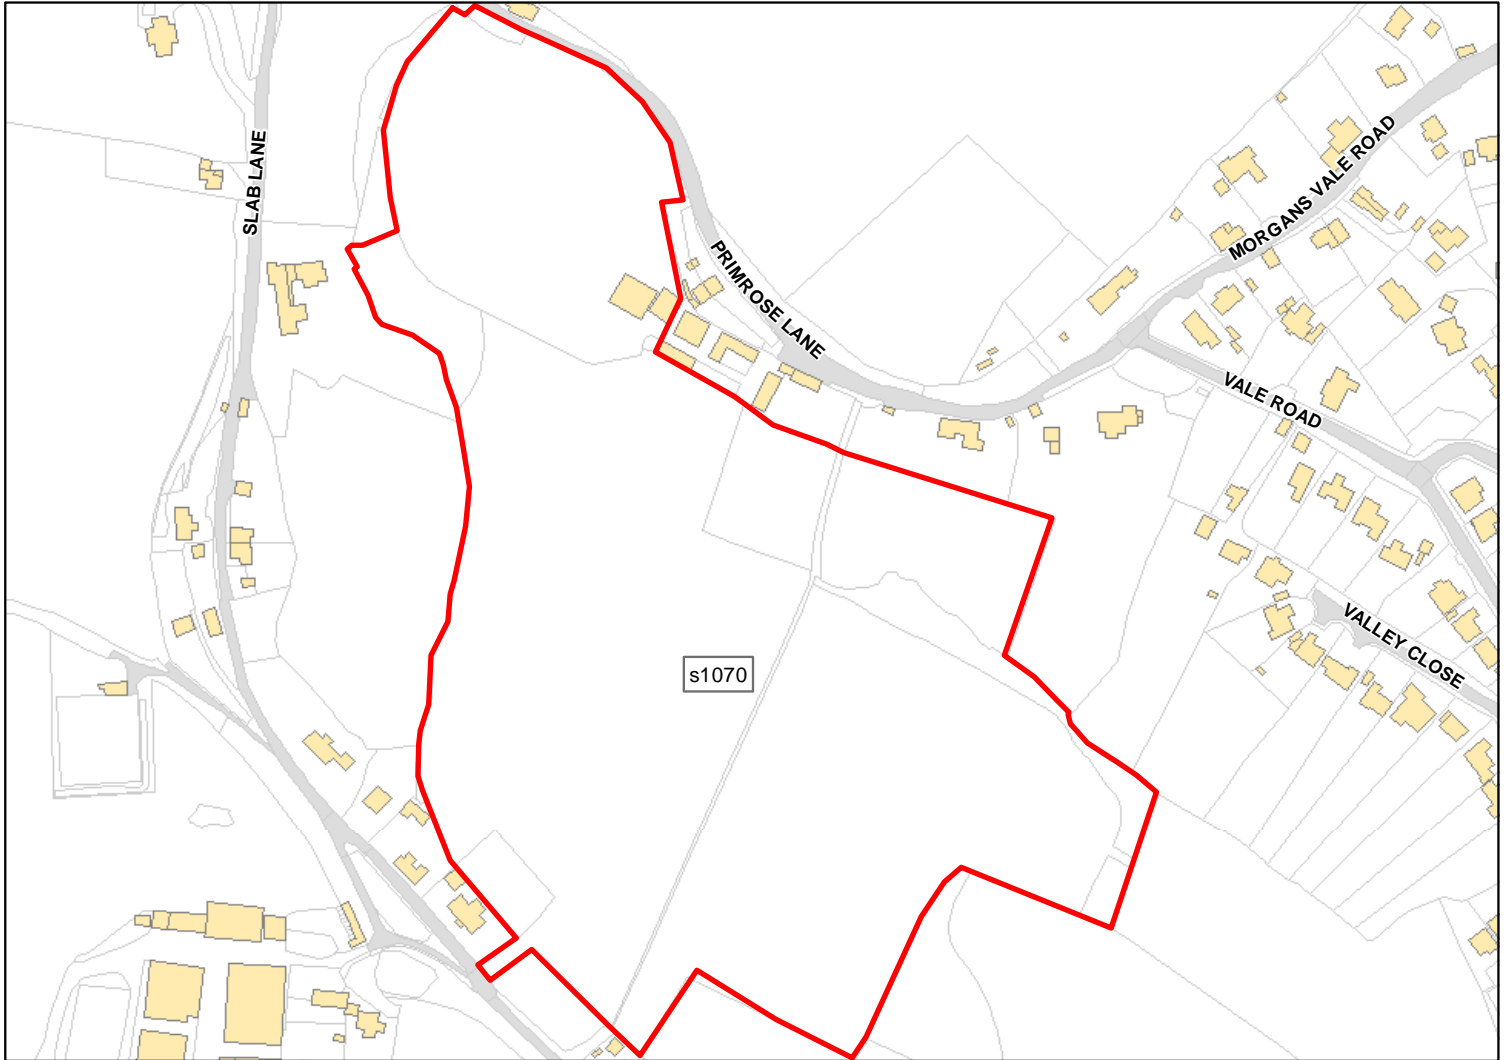 SLAB LANE
MORGANS VALE ROAD
PRIMROSE LANE
VALE ROAD
VALLEY CLOSE
s1070